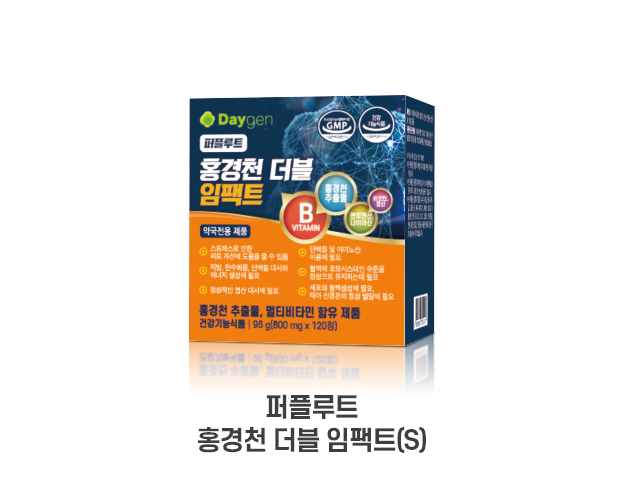 Daygen
GMP
건강
기능식품
퍼플루트
홍경천 더블
임팩트
홍경천
추출물
비오틴,
엽산
B
VITAMIN
판토텐산,
나이아신
약국전용 제품
스트레스로 인한
피로 개선에 도움을 줄 수 있음
단백질 및 아미노산
이용에 필요
지방, 탄수화물, 단백질 대사와
에너지 생성에 필요
혈액의 호모시스테인 수준을
정상으로 유지하는데 필요
정상적인 엽산 대사에 필요
세포와 혈액생성에 필요,
태아 신경관의 정상 발달에 필요
홍경천 추출물, 멀티비타민 함유 제품
건강기능식품 | 96 g(800 mg x 120정)
퍼플루트
홍경천 더블 임팩트(S)